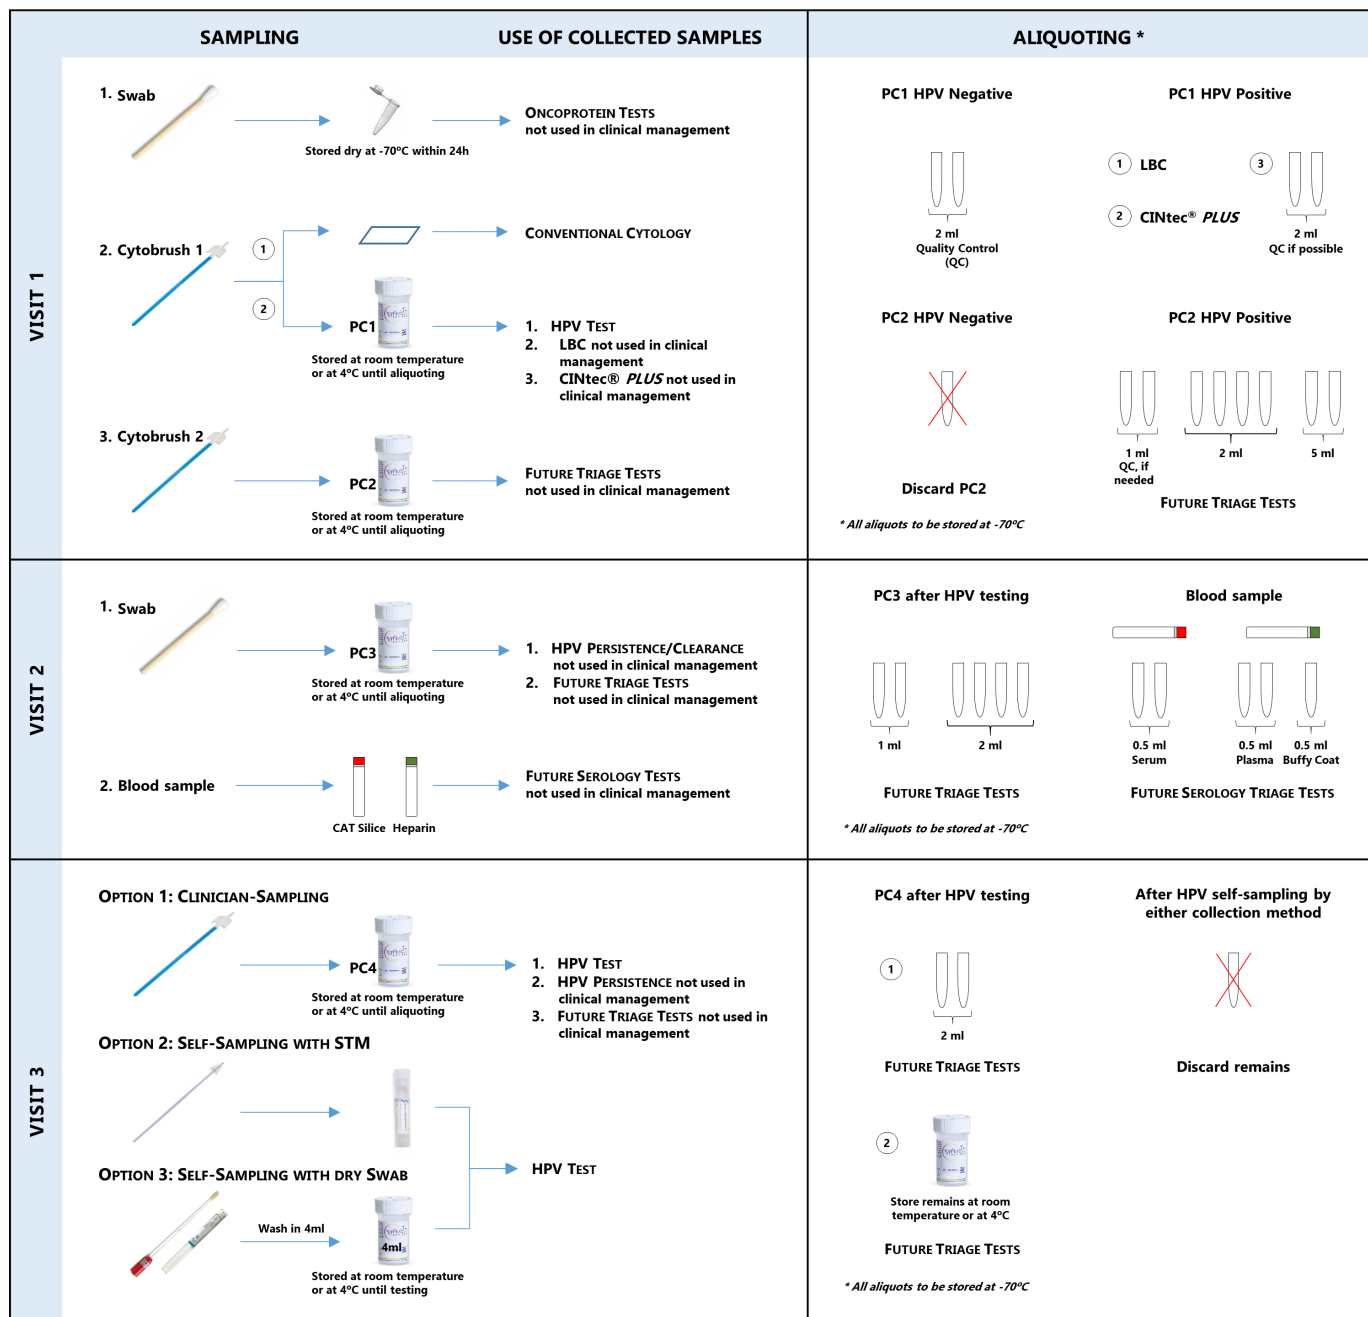 SAMPLING
USE OF COLLECTED SAMPLES
ALIQUOTING *
VISIT 1
1. Swab
Stored dry at -70ºC within 24h
ONCOPROTEIN TESTS
not used in clinical management
2. Cytobrush 1
1
CONVENTIONAL CYTOLOGY
2
PC1
Stored at room temperature
or at 4ºC until aliquoting
1. HPV TEST
2. LBC not used in clinical
management
3. CINtec® PLUS not used in
clinical management
3. Cytobrush 2
PC2
Stored at room temperature
or at 4ºC until aliquoting
FUTURE TRIAGE TESTS
not used in clinical management
PC1 HPV Negative
2 ml
Quality Control
(QC)
PC1 HPV Positive
1 LBC
2 CINtec® PLUS
3
2 ml
QC if possible
PC2 HPV Negative
Discard PC2
PC2 HPV Positive
1 ml
QC, if
needed
2 ml
5 ml
FUTURE TRIAGE TESTS
* All aliquots to be stored at -70ºC
VISIT 2
1. Swab
PC3
Stored at room temperature
or at 4ºC until aliquoting
1. HPV PERSISTENCE/CLEARANCE
not used in clinical management
2. FUTURE TRIAGE TESTS
not used in clinical management
2. Blood sample
CAT Silice Heparin
FUTURE SEROLOGY TESTS
not used in clinical management
PC3 after HPV testing
1 ml
2 ml
FUTURE TRIAGE TESTS
Blood sample
0.5 ml
Serum
0.5 ml
Plasma
0.5 ml
Buffy Coat
FUTURE SEROLOGY TRIAGE TESTS
* All aliquots to be stored at -70ºC
VISIT 3
OPTION 1: CLINICIAN-SAMPLING
PC4
Stored at room temperature
or at 4ºC until aliquoting
1. HPV TEST
2. HPV PERSISTENCE not used in
clinical management
3. FUTURE TRIAGE TESTS not used in
clinical management
OPTION 2: SELF-SAMPLING WITH STM
OPTION 3: SELF-SAMPLING WITH DRY SWAB
Wash in 4ml
4ml
Stored at room temperature
or at 4ºC until testing
HPV TEST
PC4 after HPV testing
1
2 ml
FUTURE TRIAGE TESTS
2
Store remains at room
temperature or at 4ºC
FUTURE TRIAGE TESTS
After HPV self-sampling by
either collection method
Discard remains
* All aliquots to be stored at -70ºC